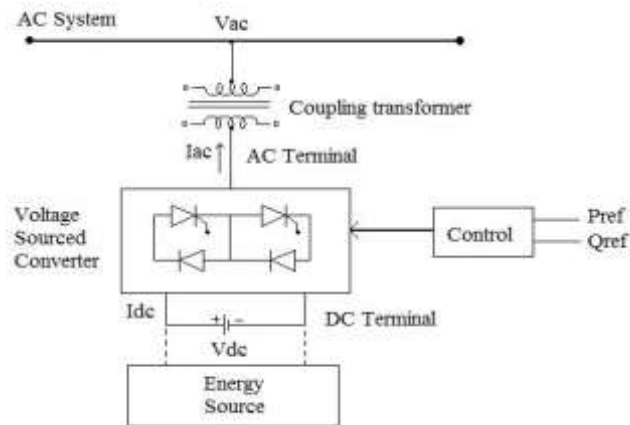 AC System
Vac
Coupling transformer
Iac
AC Terminal
Voltage
Sourced
Converter
Control
Pref
Qref
Idc
+ −
DC Terminal
Vdc
Energy
Source